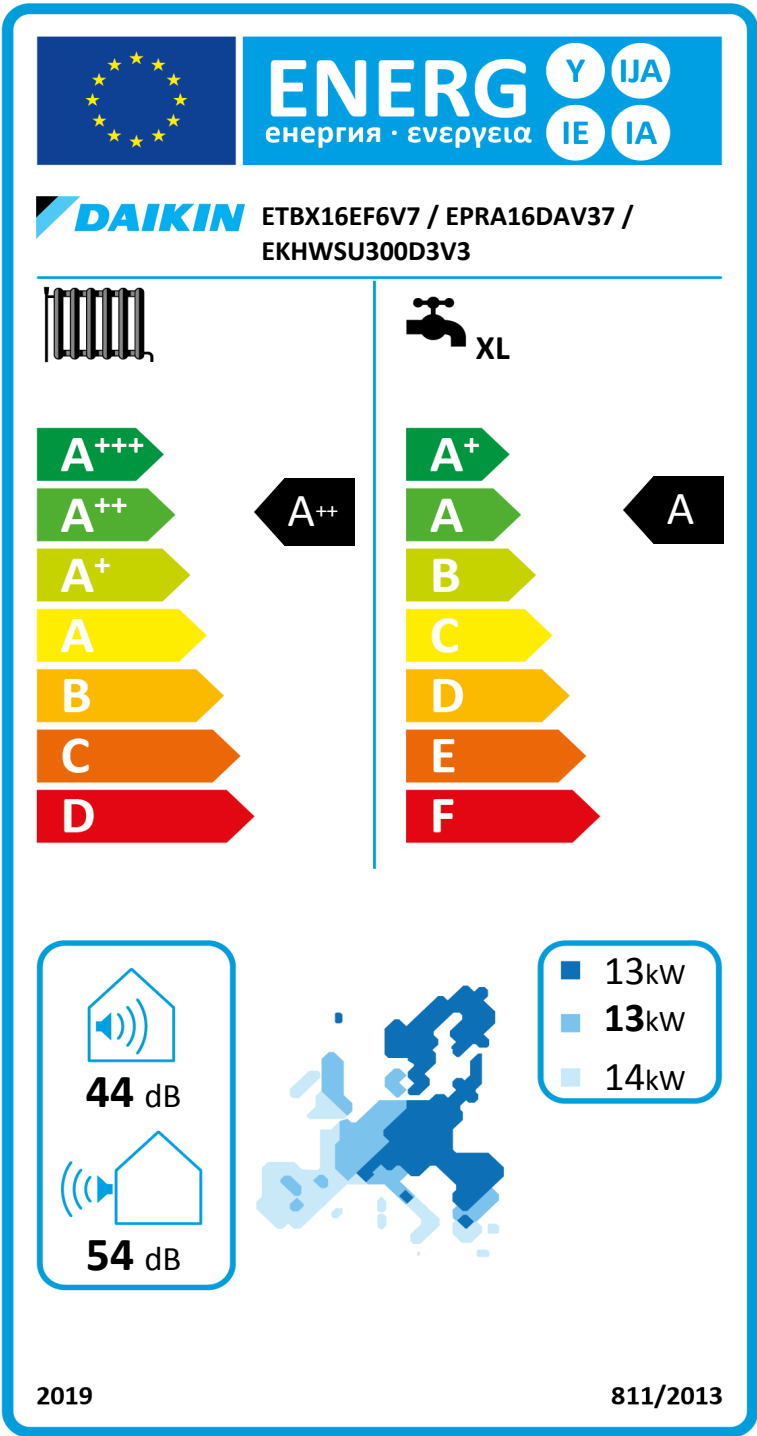 ENERG
енергия · ενεργεια
Y IJA
IE IA
DAIKIN
ETBX16EF6V7 / EPRA16DAV37 /
EKHWSU300D3V3
XL
A+++
A++
A+
A
B
C
D
A++
A+
A
B
C
D
E
F
A
44 dB
54 dB
13kW
13kW
14kW
2019
811/2013